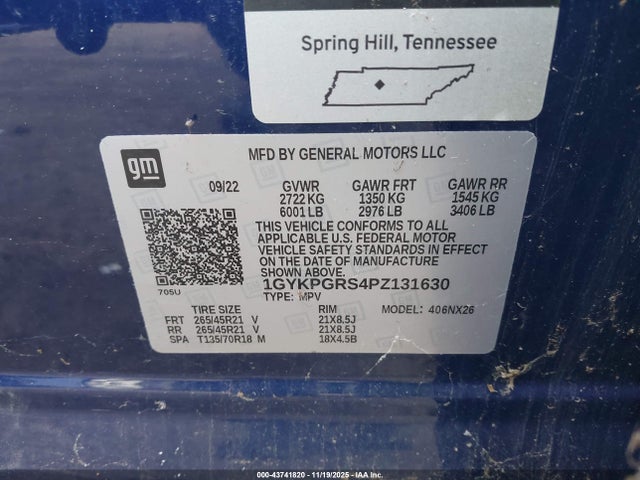 Spring Hill, Tennessee
gm
MFD BY GENERAL MOTORS LLC
09/22 GVWR GAWR FRT GAWR RR
2722 KG 1350 KG 1545 KG
6001 LB 2976 LB 3406 LB
THIS VEHICLE CONFORMS TO ALL
APPLICABLE U.S. FEDERAL MOTOR
VEHICLE SAFETY STANDARDS IN EFFECT
ON THE DATE OF MANUFACTURE
SHOWN ABOVE.
705U
1GYKPGRS4PZ131630
TYPE: MPV
TIRE SIZE RIM MODEL: 406NX26
FRT 265/45R21 V 21X8.5J
RR 265/45R21 V 21X8.5J
SPA T135/70R18 M 18X4.5B
000-43741820 - 11/19/2025 - IAA Inc.